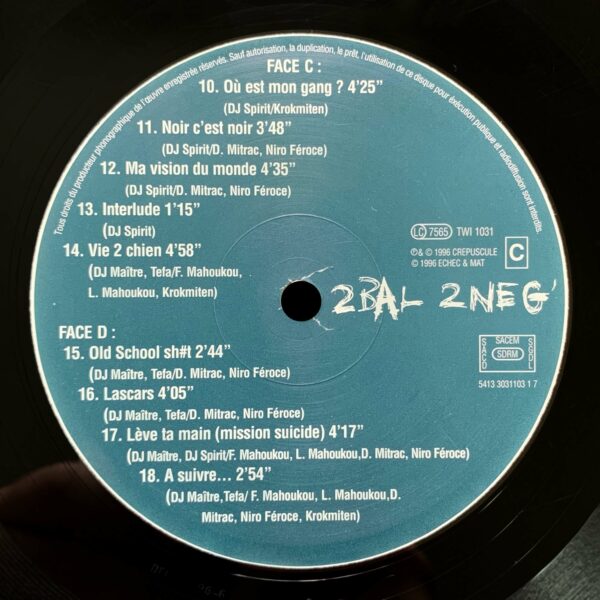 Tous droits du producteur phonographique de l'œuvre enregistrée réservés. Sauf autorisation, la duplication, le prêt, l'utilisation de ce disque pour exécution publique et radiodiffusion sont interdits.
FACE C :
10. Où est mon gang ? 4'25"
(DJ Spirit/Krokmiten)
11. Noir c'est noir 3'48"
(DJ Spirit/D. Mitrac, Niro Féroce)
12. Ma vision du monde 4'35"
(DJ Spirit/D. Mitrac, Niro Féroce)
13. Interlude 1'15"
(DJ Spirit)
14. Vie 2 chien 4'58"
(DJ Maître, Tefa/F. Mahoukou,
L. Mahoukou, Krokmiten)
LC 7565 TWI 1031
℗& © 1996 CREPUSCULE
© 1996 ECHEC & MAT
C
2BAL 2NEG'
FACE D :
15. Old School sh#t 2'44"
(DJ Maître, Tefa/D. Mitrac, Niro Féroce)
16. Lascars 4'05"
(DJ Maître, Tefa/D. Mitrac, Niro Féroce)
17. Lève ta main (mission suicide) 4'17"
(DJ Maître, DJ Spirit/F. Mahoukou, L. Mahoukou,D. Mitrac, Niro Féroce)
18. A suivre... 2'54"
(DJ Maître,Tefa/ F. Mahoukou, L. Mahoukou,D.
Mitrac, Niro Féroce, Krokmiten)
SACEM
SACD SDRM SGDL
5413 3031103 1 7